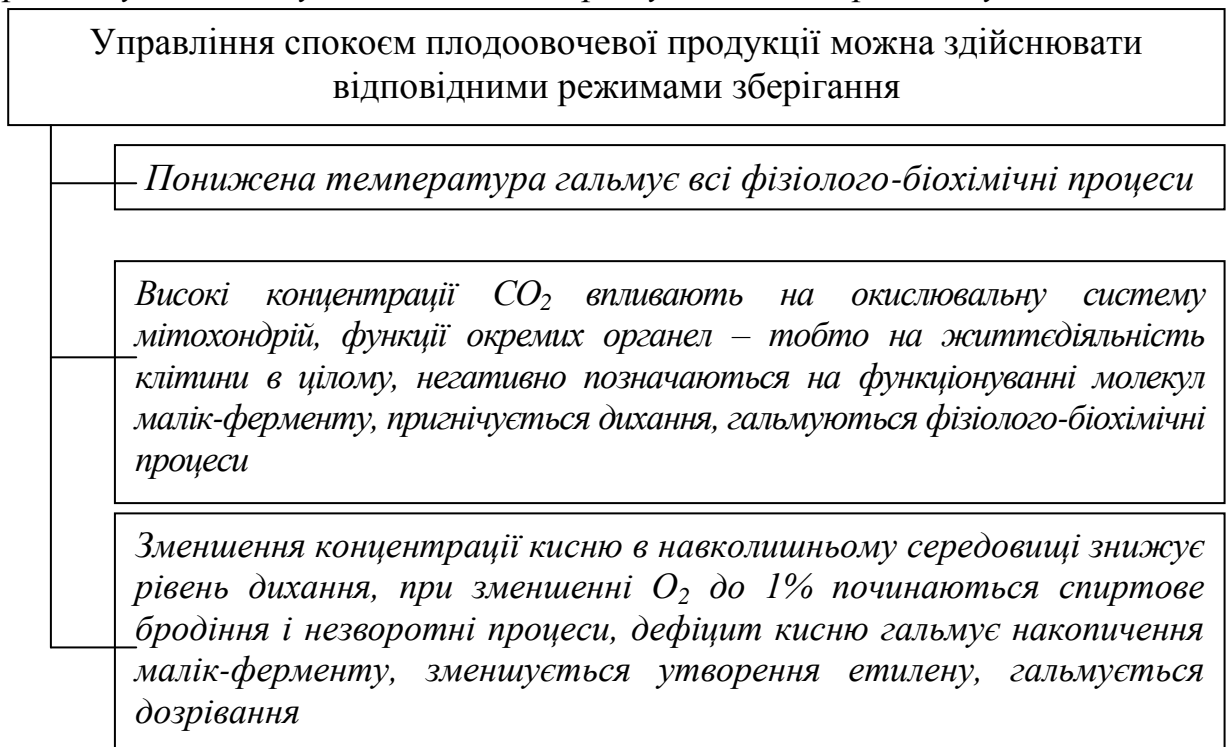 Управління спокоєм плодоовочевої продукції можна здійснювати
відповідними режимами зберігання
Понижена температура гальмує всі фізіолого-біохімічні процеси
Високі концентрації CO₂ впливають на окислювальну систему
мітохондрій, функції окремих органел – тобто на життєдіяльність
клітини в цілому, негативно позначаються на функціонуванні молекул
малік-ферменту, пригнічується дихання, гальмуються фізіолого-біохімічні
процеси
Зменшення концентрації кисню в навколишньому середовищі знижує
рівень дихання, при зменшенні O₂ до 1% починаються спиртове
бродіння і незворотні процеси, дефіцит кисню гальмує накопичення
малік-ферменту, зменшується утворення етилену, гальмується
дозрівання